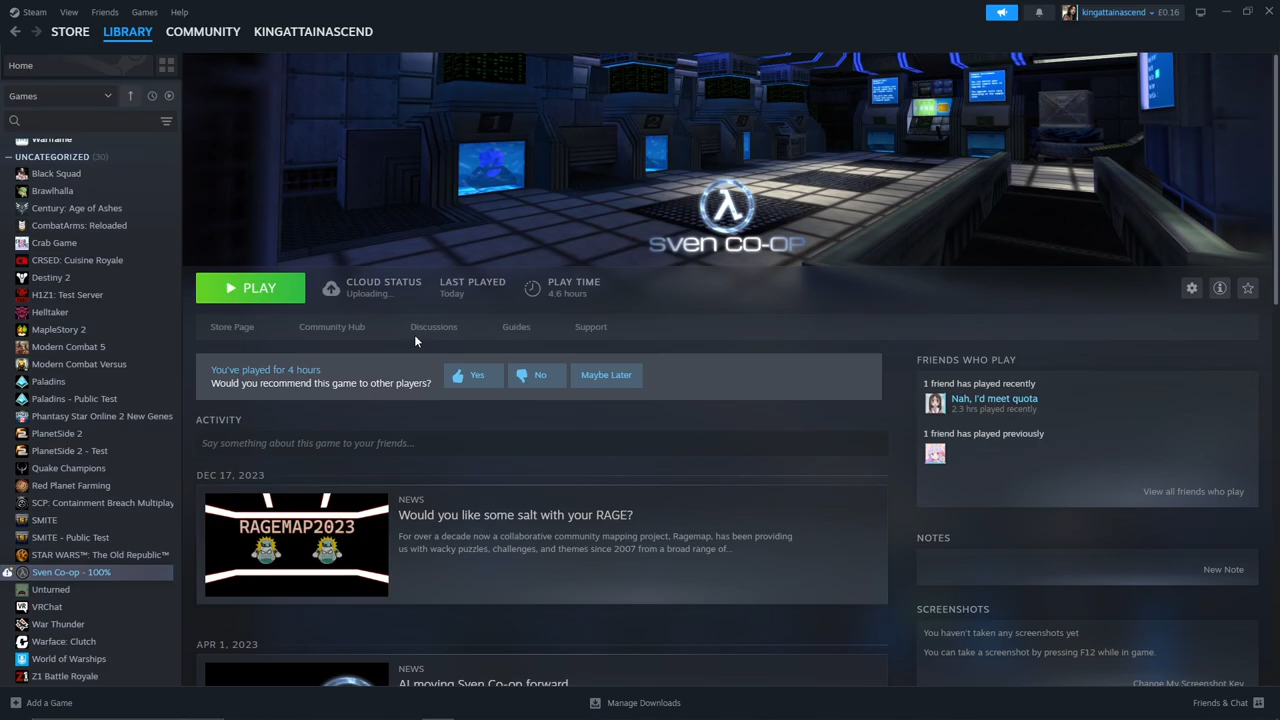 Steam View Friends Games Help
kingattainascend £0.16
STORE LIBRARY COMMUNITY KINGATTAINASCEND
Home
Games
Warframe
UNCATEGORIZED (30)
Black Squad
Brawlhalla
Century: Age of Ashes
CombatArms: Reloaded
Crab Game
CRSED: Cuisine Royale
Destiny 2
H1Z1: Test Server
Helltaker
MapleStory 2
Modern Combat 5
Modern Combat Versus
Paladins
Paladins - Public Test
Phantasy Star Online 2 New Genes
PlanetSide 2
PlanetSide 2 - Test
Quake Champions
Red Planet Farming
SCP: Containment Breach Multiplay
SMITE
SMITE - Public Test
STAR WARS™: The Old Republic™
Sven Co-op - 100%
Unturned
VRChat
War Thunder
Warface: Clutch
World of Warships
Z1 Battle Royale
sven co-op
PLAY
CLOUD STATUS
Uploading...
LAST PLAYED
Today
PLAY TIME
4.6 hours
Store Page Community Hub Discussions Guides Support
You've played for 4 hours
Would you recommend this game to other players?
Yes No Maybe Later
ACTIVITY
Say something about this game to your friends...
DEC 17, 2023
RAGEMAP2023
NEWS
Would you like some salt with your RAGE?
For over a decade now a collaborative community mapping project, Ragemap, has been providing
us with wacky puzzles, challenges, and themes since 2007 from a broad range of...
APR 1, 2023
NEWS
AI moving Sven Co-op forward
FRIENDS WHO PLAY
1 friend has played recently
Nah, I'd meet quota
2.3 hrs played recently
1 friend has played previously
View all friends who play
NOTES
New Note
SCREENSHOTS
You haven't taken any screenshots yet
You can take a screenshot by pressing F12 while in game.
Change My Screenshot Key
Add a Game
Manage Downloads
Friends & Chat